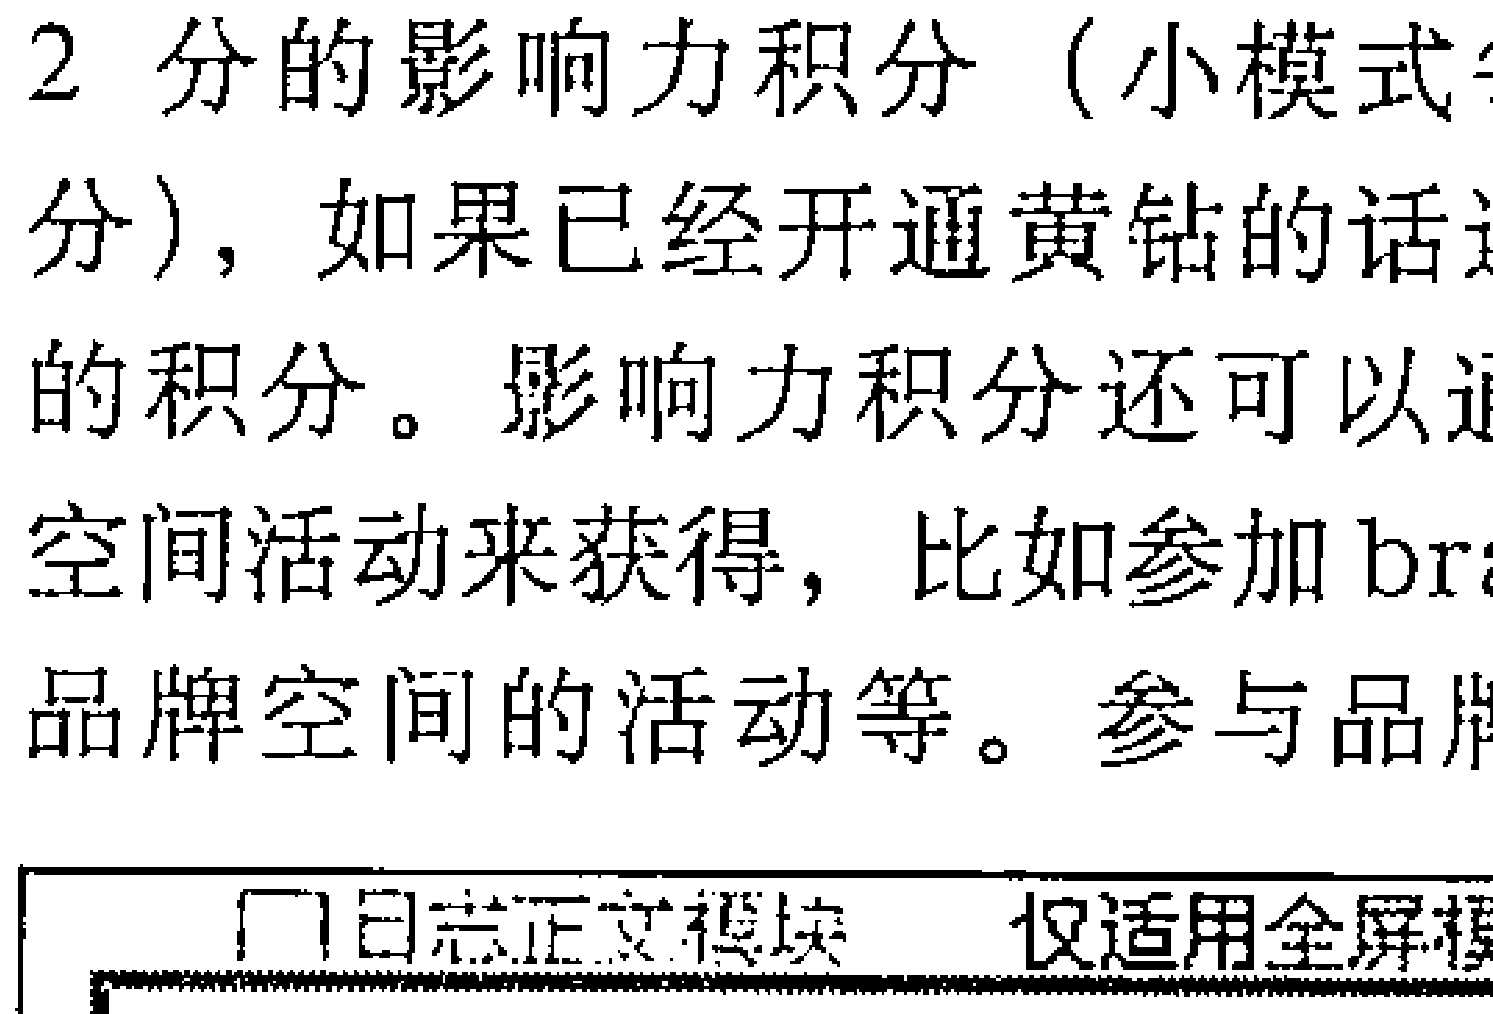 2 分的影响力积分（小模式
分），如果已经开通黄钻的话
的积分。影响力积分还可以
空间活动来获得，比如参加 br
品牌空间的活动等。参与品牌
日志正文模块 仅适用全屏模